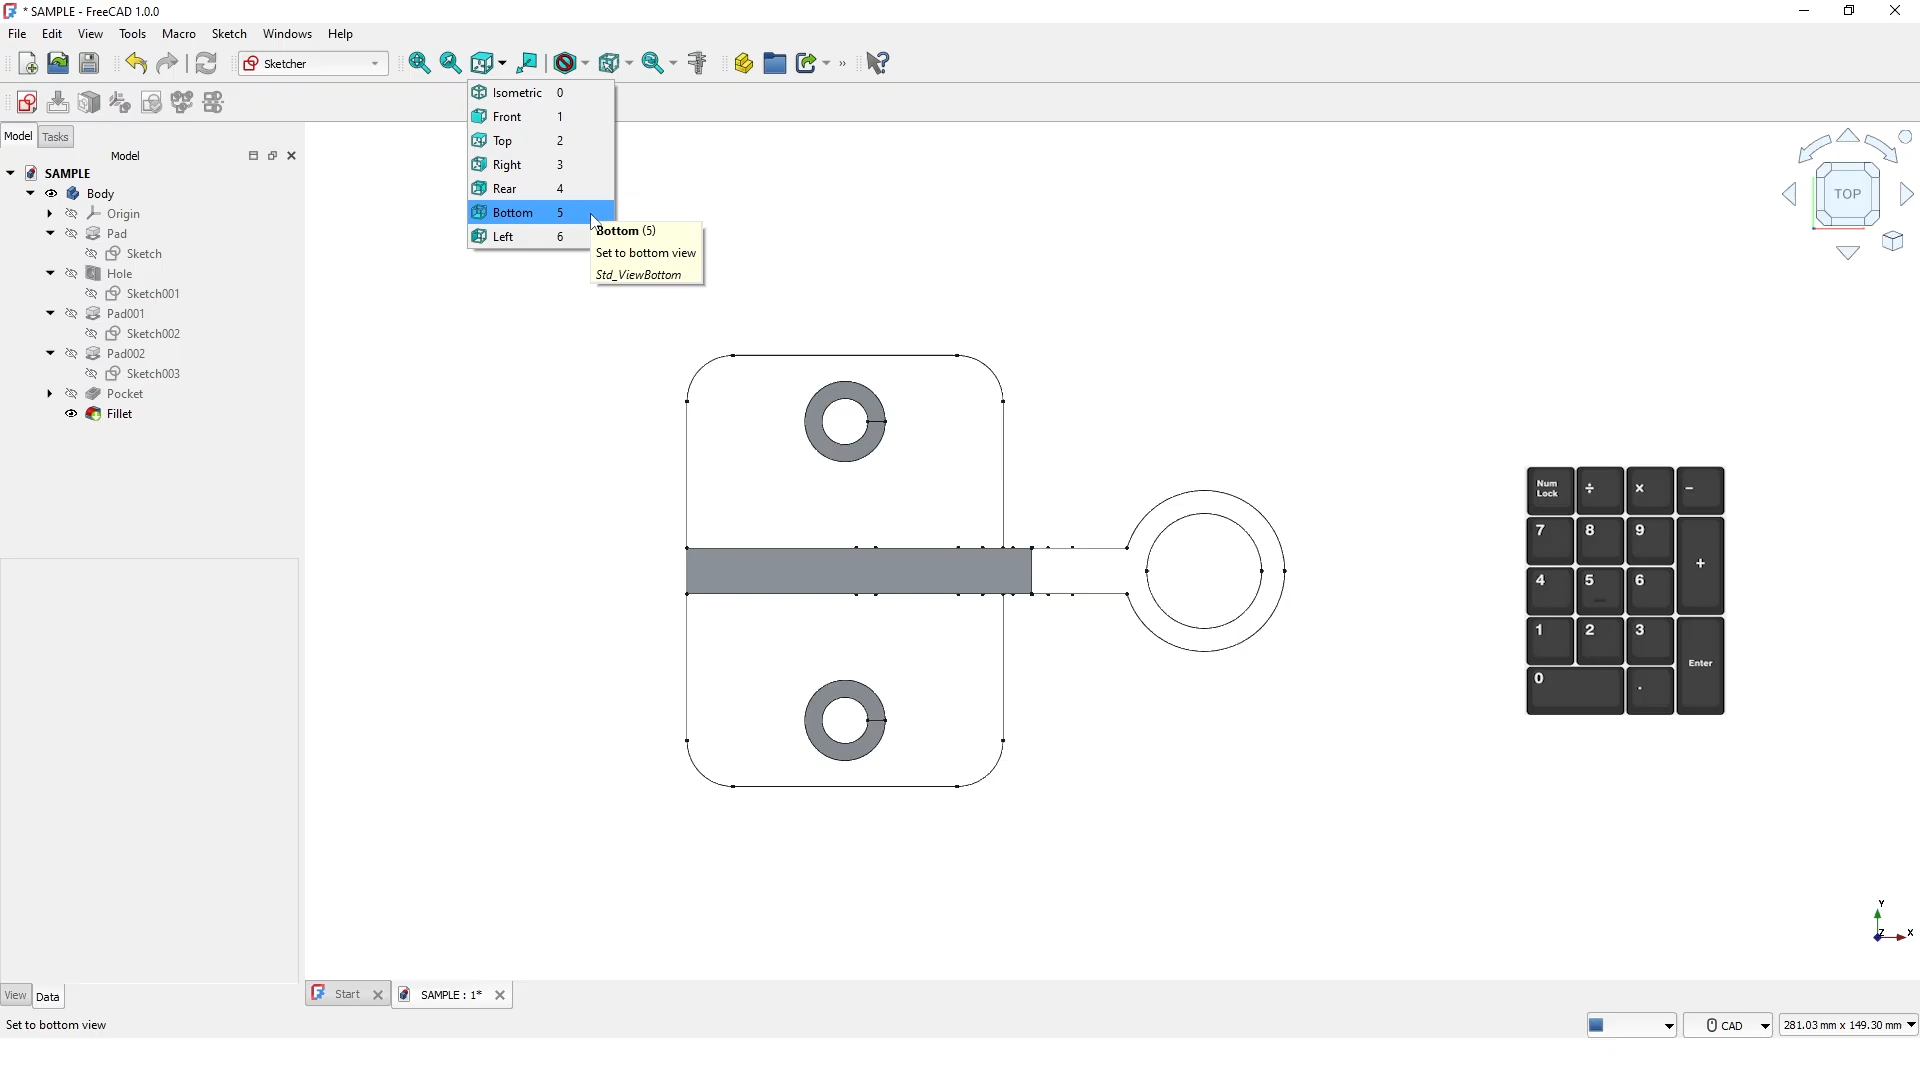 * SAMPLE - FreeCAD 1.0.0
File Edit View Tools Macro Sketch Windows Help
Sketcher
»
Isometric 0
Front 1
Top 2
Right 3
Rear 4
Bottom 5
Left 6
Bottom (5)
Set to bottom view
Std_ViewBottom
Model Tasks
Model
SAMPLE
Body
Origin
Pad
Sketch
Hole
Sketch001
Pad001
Sketch002
Pad002
Sketch003
Pocket
Fillet
TOP
Num Lock ÷ × −
7 8 9 +
4 5 6
1 2 3 Enter
0 .
Y
Z X
View Data
Start SAMPLE : 1*
Set to bottom view
CAD 281.03 mm x 149.30 mm